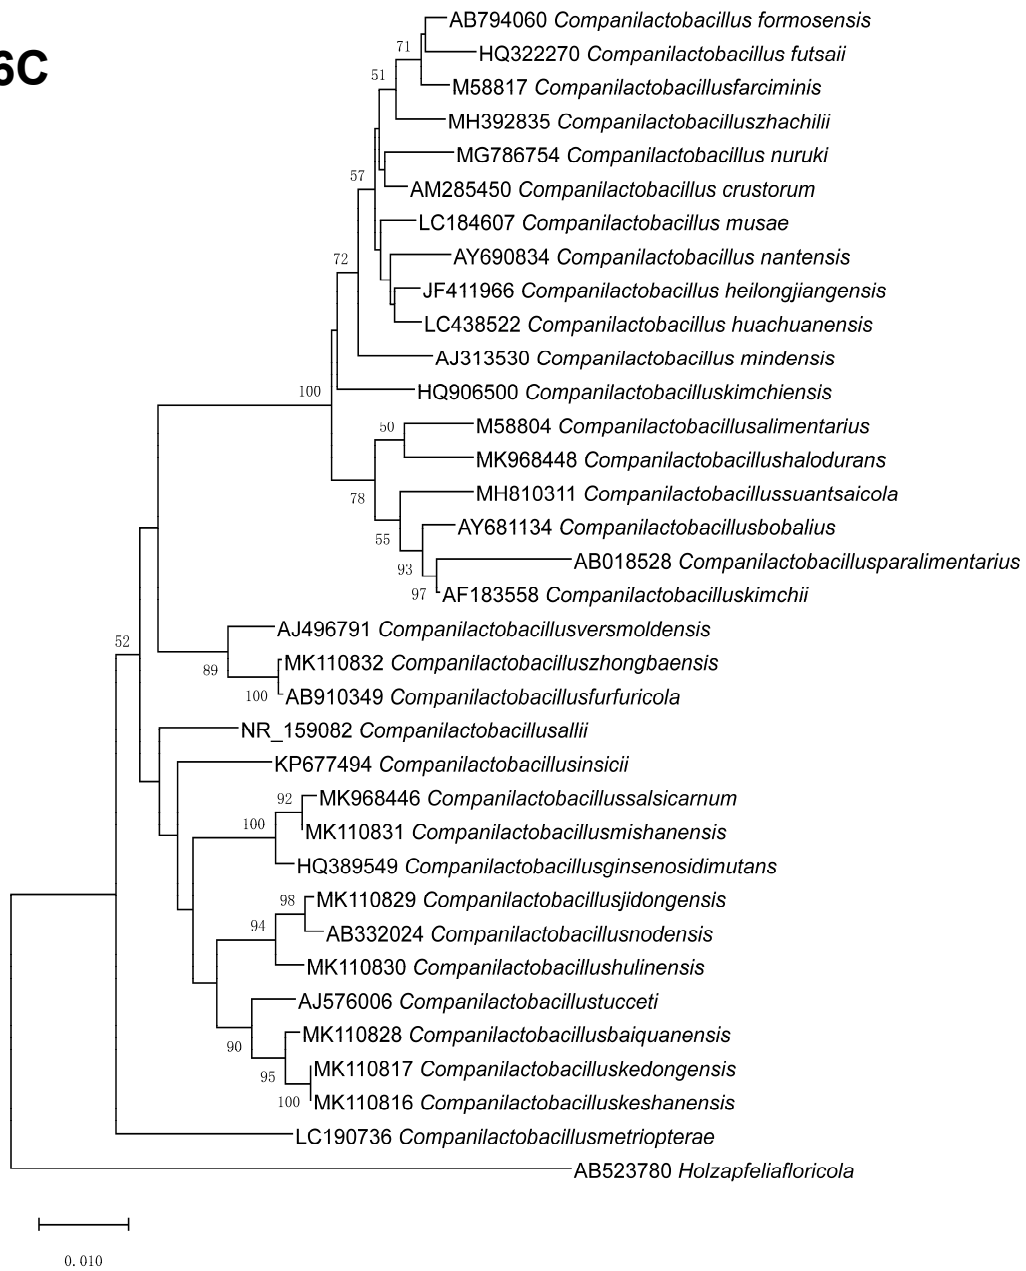 AB794060 Companilactobacillus formosensis
71
HQ322270 Companilactobacillus futsaii
6C
51
M58817 Companilactobacillusfarciminis
MH392835 Companilactobacilluszhachilii
MG786754 Companilactobacillus nuruki
57
AM285450 Companilactobacillus crustorum
LC184607 Companilactobacillus musae
72
AY690834 Companilactobacillus nantensis
JF411966 Companilactobacillus heilongjiangensis
LC438522 Companilactobacillus huachuanensis
AJ313530 Companilactobacillus mindensis
100
HQ906500 Companilactobacilluskimchiensis
50
M58804 Companilactobacillusalimentarius
MK968448 Companilactobacillushalodurans
78
MH810311 Companilactobacillussuantsaicola
55
AY681134 Companilactobacillusbobalius
93
AB018528 Companilactobacillusparalimentarius
97
AF183558 Companilactobacilluskimchii
52
AJ496791 Companilactobacillusversmoldensis
89
MK110832 Companilactobacilluszhongbaensis
100
AB910349 Companilactobacillusfurfuricola
NR_159082 Companilactobacillusallii
KP677494 Companilactobacillusinsicii
92
MK968446 Companilactobacillussalsicarnum
100
MK110831 Companilactobacillusmishanensis
HQ389549 Companilactobacillusginsenosidimutans
98
MK110829 Companilactobacillusjidongensis
94
AB332024 Companilactobacillusnodensis
MK110830 Companilactobacillushulinensis
AJ576006 Companilactobacillustucceti
90
MK110828 Companilactobacillusbaiquanensis
95
MK110817 Companilactobacilluskedongensis
100
MK110816 Companilactobacilluskeshanensis
LC190736 Companilactobacillusmetriopterae
AB523780 Holzapfeliafloricola
0.010